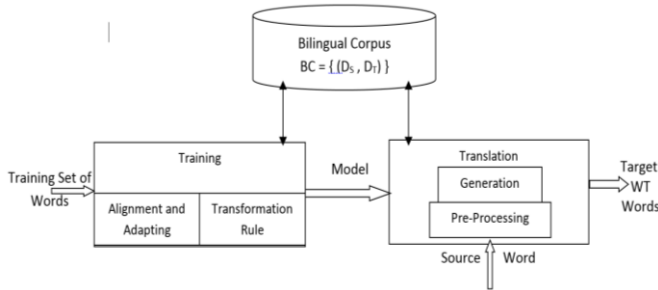 Bilingual Corpus
BC = { (DS , DT) }
Training Set of
Words
Training
Alignment and
Adapting
Transformation
Rule
Model
Translation
Generation
Pre-Processing
Source Word
Target
WT
Words